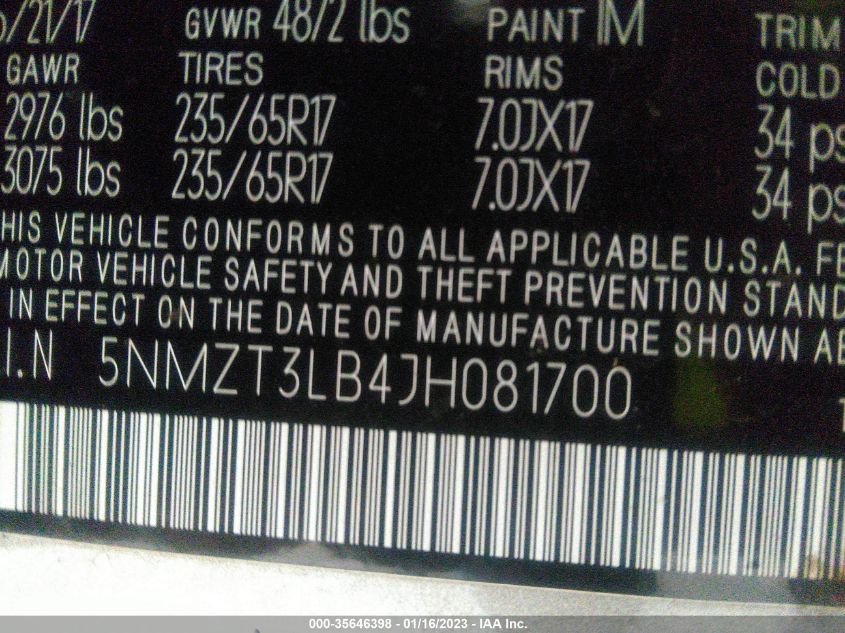 6/21/17 GVWR 4872 lbs PAINT IM TRIM
GAWR TIRES RIMS COLD
2976 lbs 235/65R17 7.0JX17 34 ps
3075 lbs 235/65R17 7.0JX17 34 ps
HIS VEHICLE CONFORMS TO ALL APPLICABLE U.S.A. FE
MOTOR VEHICLE SAFETY AND THEFT PREVENTION STAND
IN EFFECT ON THE DATE OF MANUFACTURE SHOWN AB
I.N 5NMZT3LB4JH081700
000-35646398 - 01/16/2023 - IAA Inc.